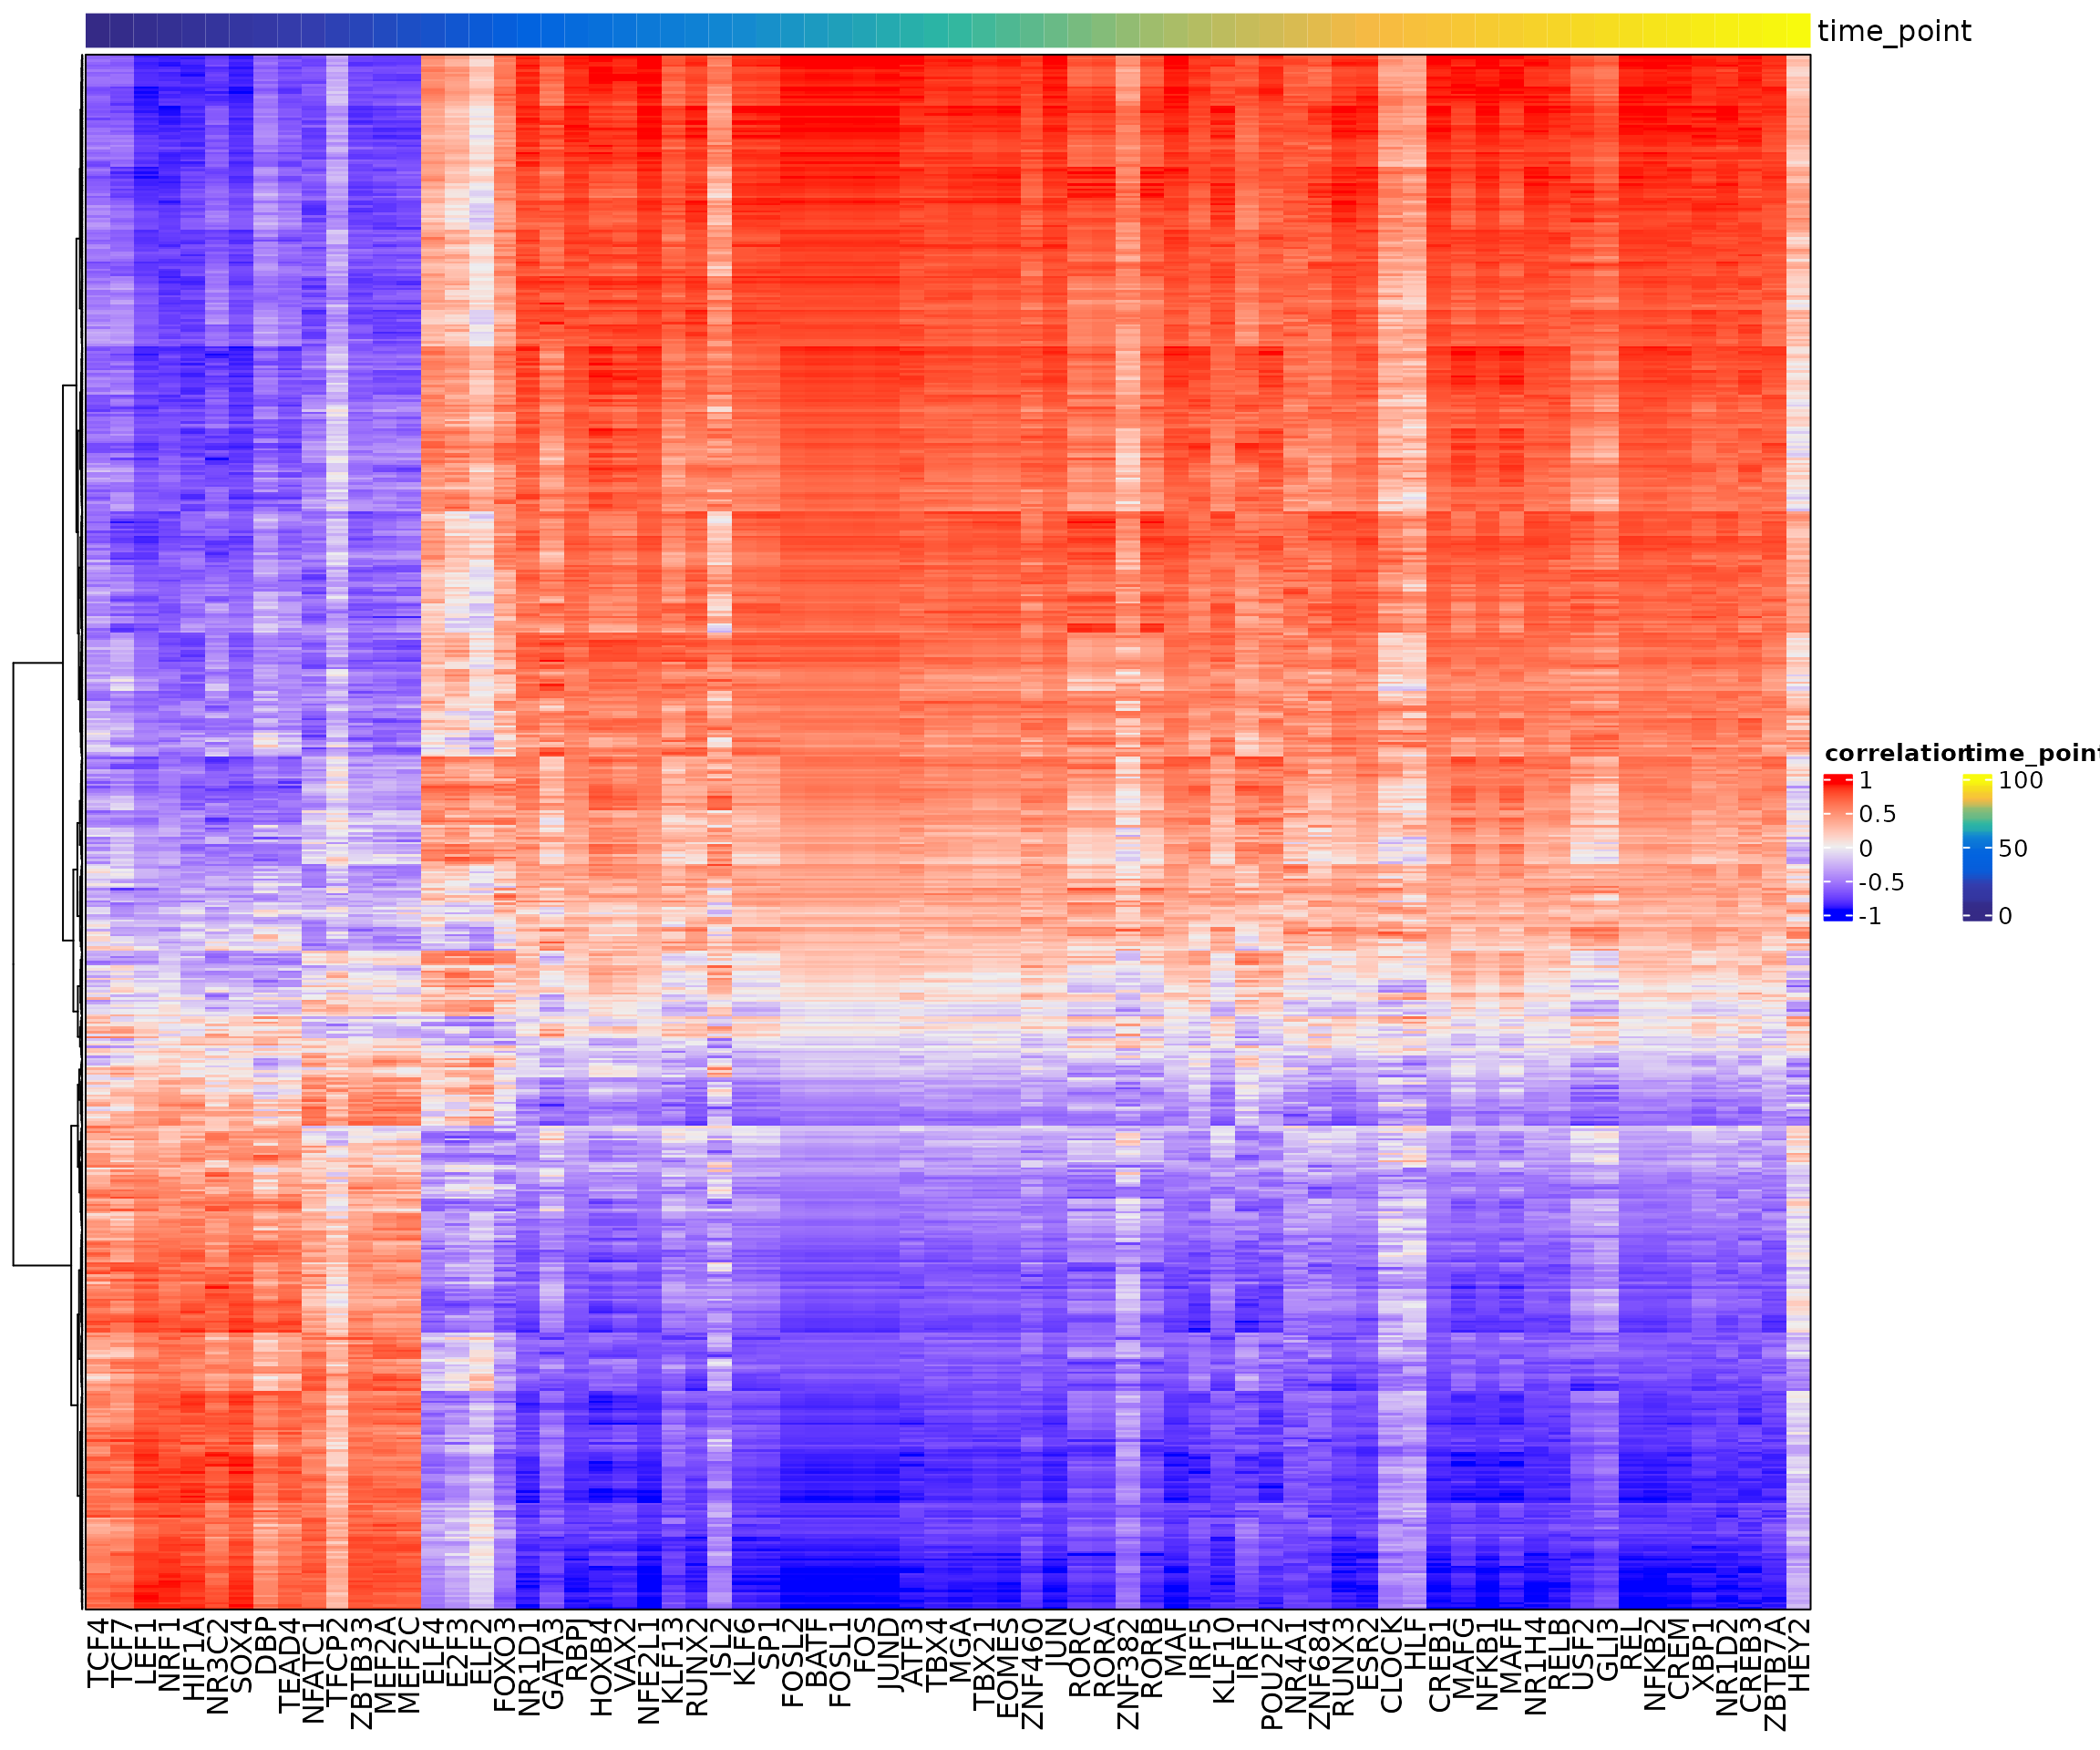 time_point
correlation
1
0.5
0
-0.5
-1
time_point
100
50
0
TCF4
TCF7
LEF1
NRF1
HF1A
NR3C2
SOX4
DBP
TEAD4
NFATC1
TFCP2
ZBTB33
MEF2A
MEF2C
ELF4
E2F3
ELF2
FOXO3
NR1D1
GATA3
RBPJ
HOXB4
VAX2
NFE2L1
KLF13
RUNX2
ISL2
KLF6
SP1
FOSL2
BATF
FOSL1
FOS
JUND
ATF3
TBX4
MGA
TBX21
EOMES
ZNF460
JUN
RORC
RORA
ZNF382
RORB
MAF
IRF5
KLF10
IRF1
POU2F2
NR4A1
ZNF684
RUNX3
ESR2
CLOCK
HLF
CREB1
MAFG
NFKB1
MAFF
NR1H4
RELB
USF2
GLI3
REL
NFKB2
CREM
XBP1
NR1D2
CREB3
ZBTB7A
HEY2